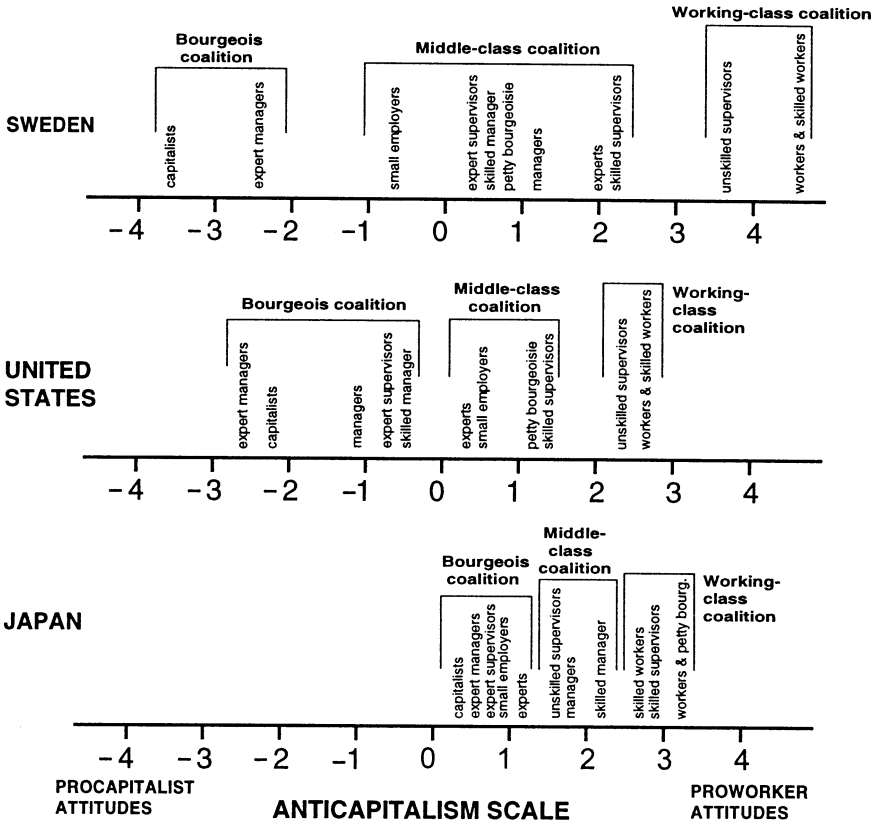 Working-class coalition
Bourgeois
coalition
Middle-class coalition
SWEDEN
capitalists
expert managers
small employers
expert supervisors
skilled manager
petty bourgeoisie
managers
experts
skilled supervisors
unskilled supervisors
workers & skilled workers
-4 -3 -2 -1 0 1 2 3 4
Bourgeois coalition
Middle-class
coalition
Working-
class
coalition
UNITED
STATES
expert managers
capitalists
managers
expert supervisors
skilled manager
experts
small employers
petty bourgeoisie
skilled supervisors
unskilled supervisors
workers & skilled workers
-4 -3 -2 -1 0 1 2 3 4
Middle-
class
coalition
Bourgeois
coalition
Working-
class
coalition
JAPAN
capitalists
expert managers
expert supervisors
small employers
experts
unskilled supervisors
managers
skilled manager
skilled workers
skilled supervisors
workers & petty bourg.
-4 -3 -2 -1 0 1 2 3 4
PROCAPITALIST
ATTITUDES
ANTICAPITALISM SCALE
PROWORKER
ATTITUDES